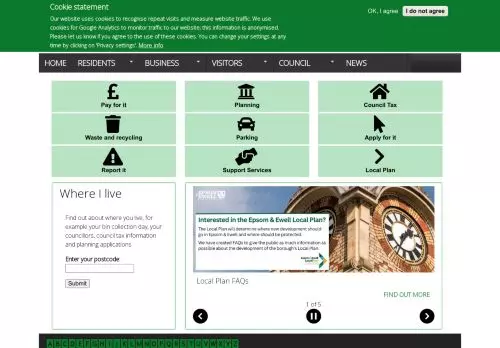 Cookie statement
Our website uses cookies to recognise repeat visits and measure website traffic. We use
cookies for Google Analytics to monitor traffic to our website; this information is anonymised.
Please let us know if you agree to the use of these cookies. You can change your settings at
any time by clicking on 'Privacy settings'. More info
OK, I agree
I do not agree
HOME RESIDENTS BUSINESS VISITORS COUNCIL NEWS
Pay for it
Planning
Council Tax
Waste and recycling
Parking
Apply for it
Report it
Support Services
Local Plan
Where I live
Find out about where you live, for
example your bin collection day, your
councillors, council tax information
and planning applications
Enter your postcode:
Submit
Interested in the Epsom & Ewell Local Plan?
The Local Plan will determine where new development should
go in Epsom & Ewell and where should be protected.
We have created FAQs to give the public as much information as
possible about the development of the borough's Local Plan.
Local Plan FAQs
FIND OUT MORE
1 of 5
A B C D E F G H I J K L M N O P Q R S T U V W X Y Z